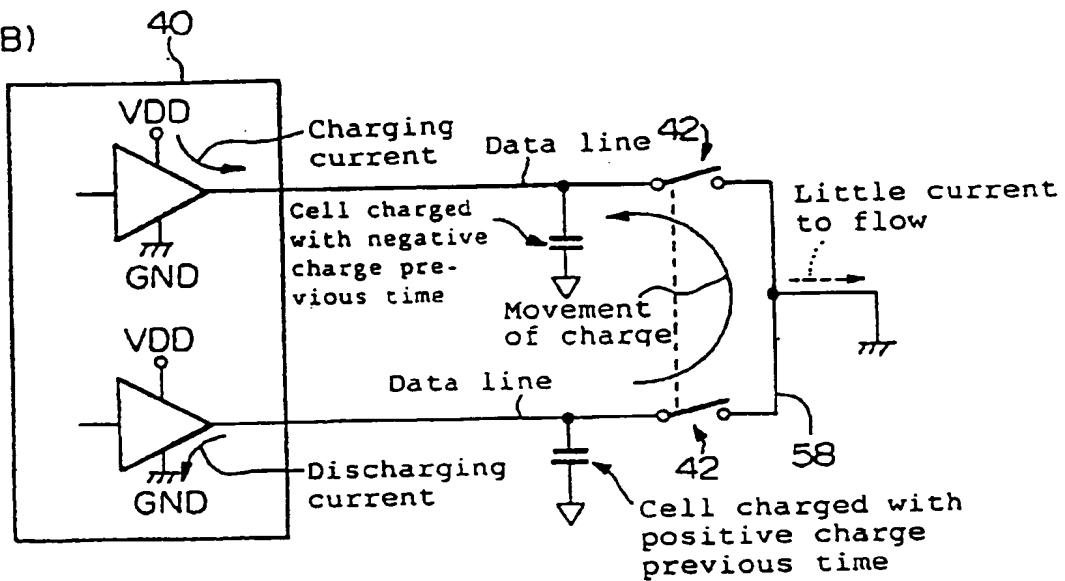 B)
40
VDD
Charging
current
Data line
42
Little current
to flow
Cell charged
with negative
charge pre-
vious time
GND
Movement
of charge
VDD
Data line
GND
Discharging
current
42
58
Cell charged with
positive charge
previous time